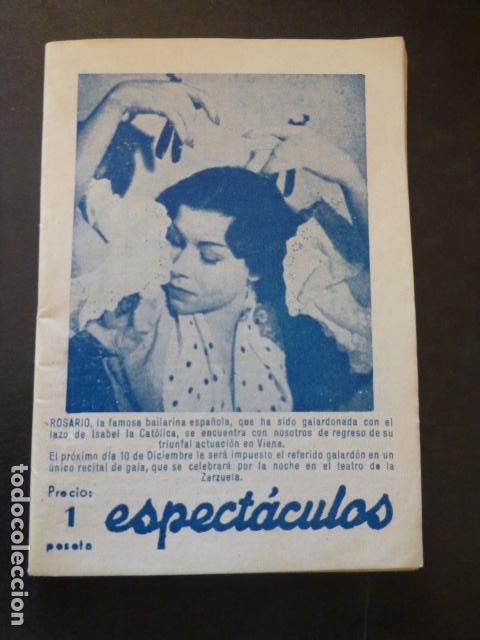 ROSARIO, la famosa bailarina española, que ha sido galardonada con el
lazo de Isabel la Católica, se encuentra con nosotros de regreso de su
triunfal actuación en Viena.
El próximo día 10 de Diciembre le será impuesto el referido galardón en un
único recital de gala, que se celebrará por la noche en el teatro de la
Zarzuela.
Precio:
1
peseta
espectáculos
todocoleccion.net